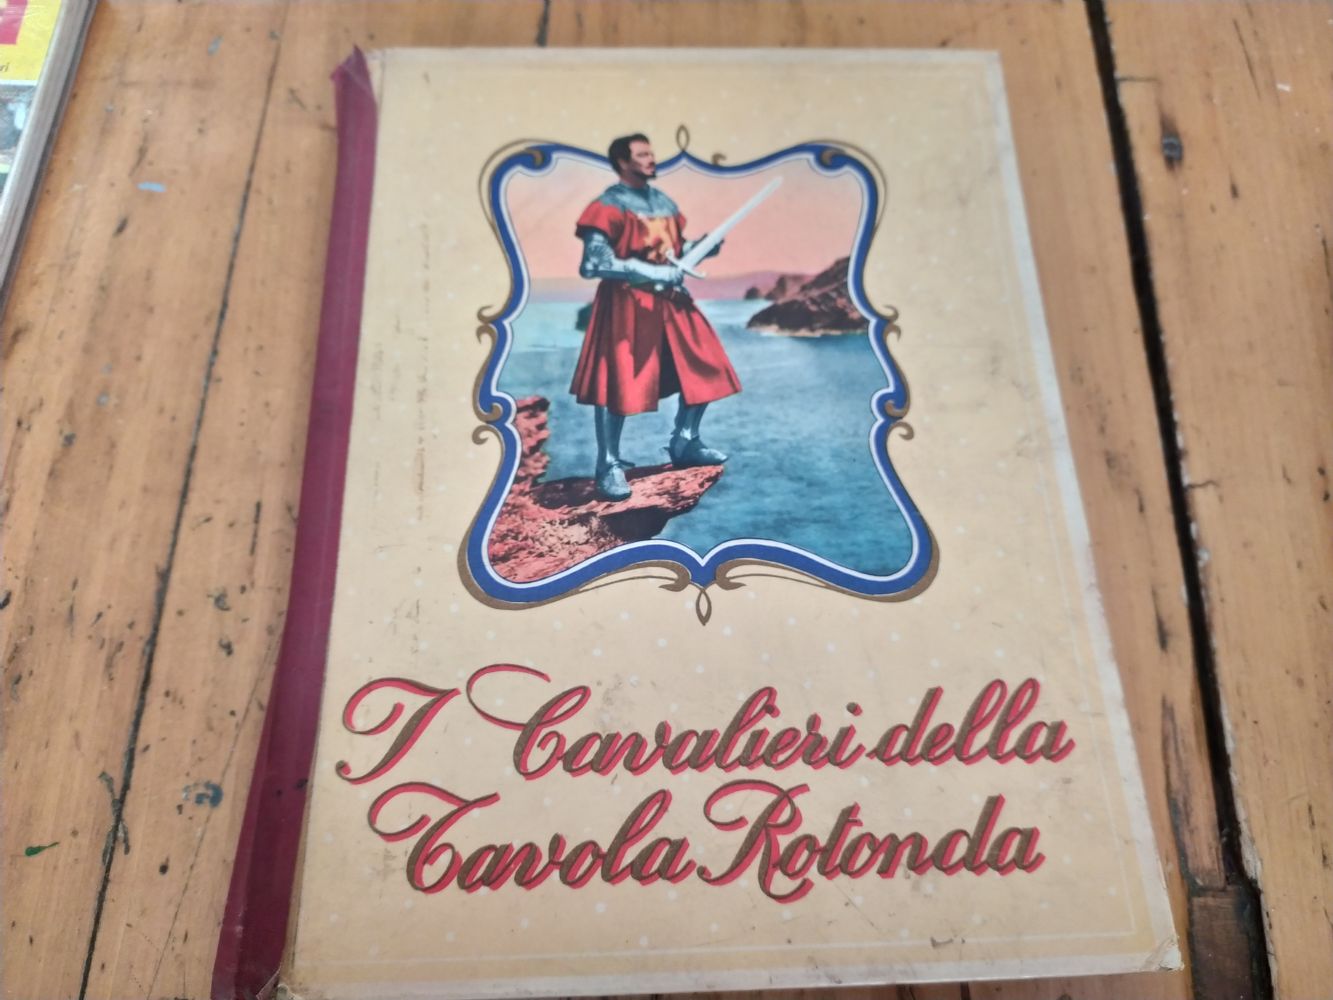 I Cavalieri della
Tavola Rotonda